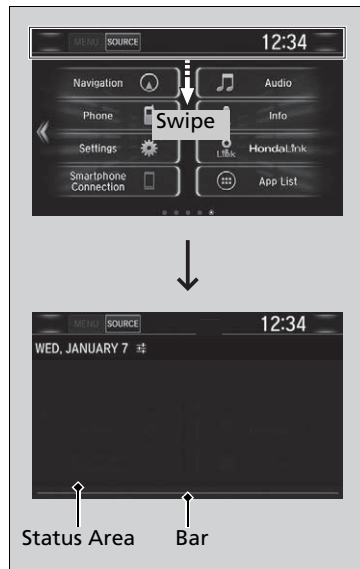 MENU SOURCE 12:34
Navigation Audio
Phone Info
Swipe
Settings HondaLink
Link
Smartphone
Connection
App List
MENU SOURCE 12:34
WED, JANUARY 7
Status Area Bar